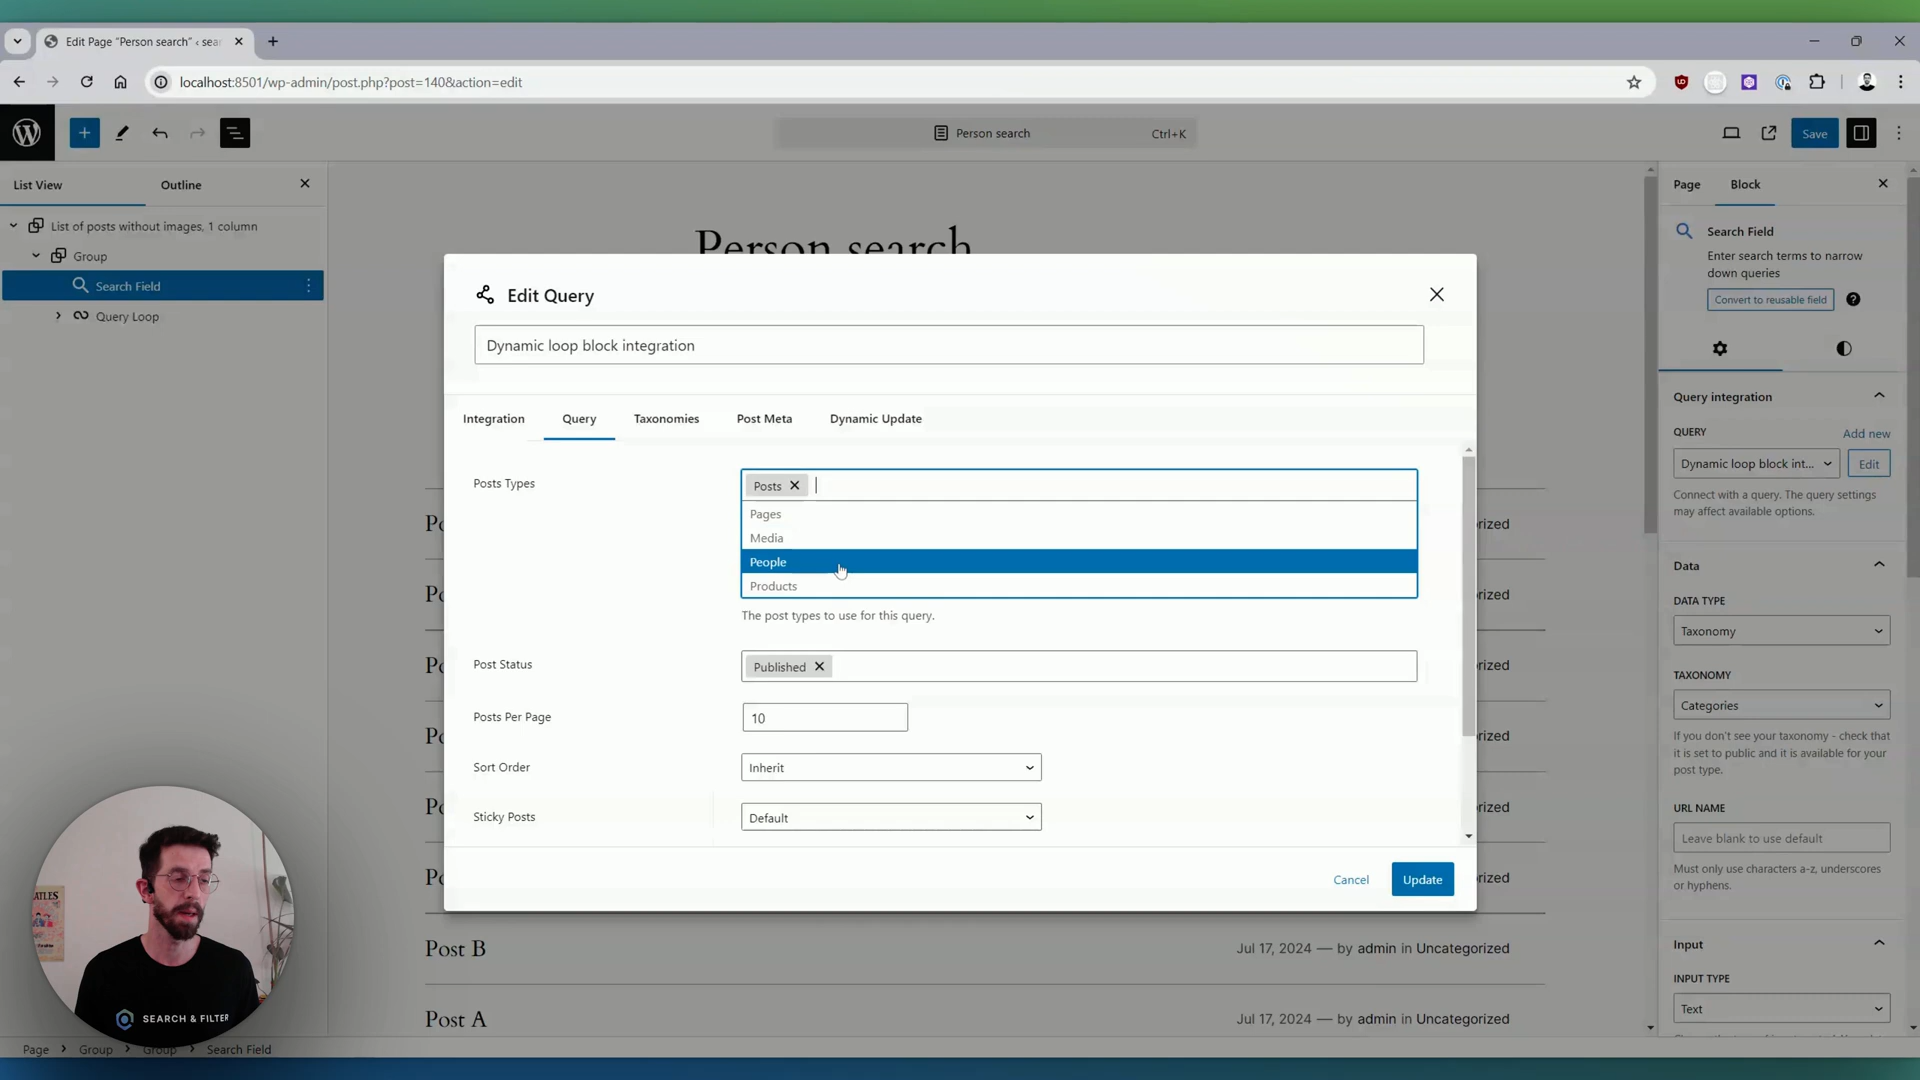 Edit Page "Person search" ‹ sear
localhost:8501/wp-admin/post.php?post=140&action=edit
Person search
Ctrl+K
Save
List View
Outline
Page
Block
List of posts without images, 1 column
Group
Search Field
Query Loop
Person search
Search Field
Enter search terms to narrow
down queries
Convert to reusable field
?
Edit Query
Dynamic loop block integration
Integration
Query
Taxonomies
Post Meta
Dynamic Update
Posts Types
Posts
Pages
Media
People
Products
The post types to use for this query.
Post Status
Published
Posts Per Page
10
Sort Order
Inherit
Sticky Posts
Default
Cancel
Update
Query integration
QUERY
Add new
Dynamic loop block int...
Edit
Connect with a query. The query settings
may affect available options.
Data
DATA TYPE
Taxonomy
TAXONOMY
Categories
If you don't see your taxonomy - check that
it is set to public and it is available for your
post type.
URL NAME
Leave blank to use default
Must only use characters a-z, underscores
or hyphens.
Input
INPUT TYPE
Text
Post B
Jul 17, 2024 — by admin in Uncategorized
Post A
Jul 17, 2024 — by admin in Uncategorized
SEARCH & FILTER
Page
Group
Group
Search Field